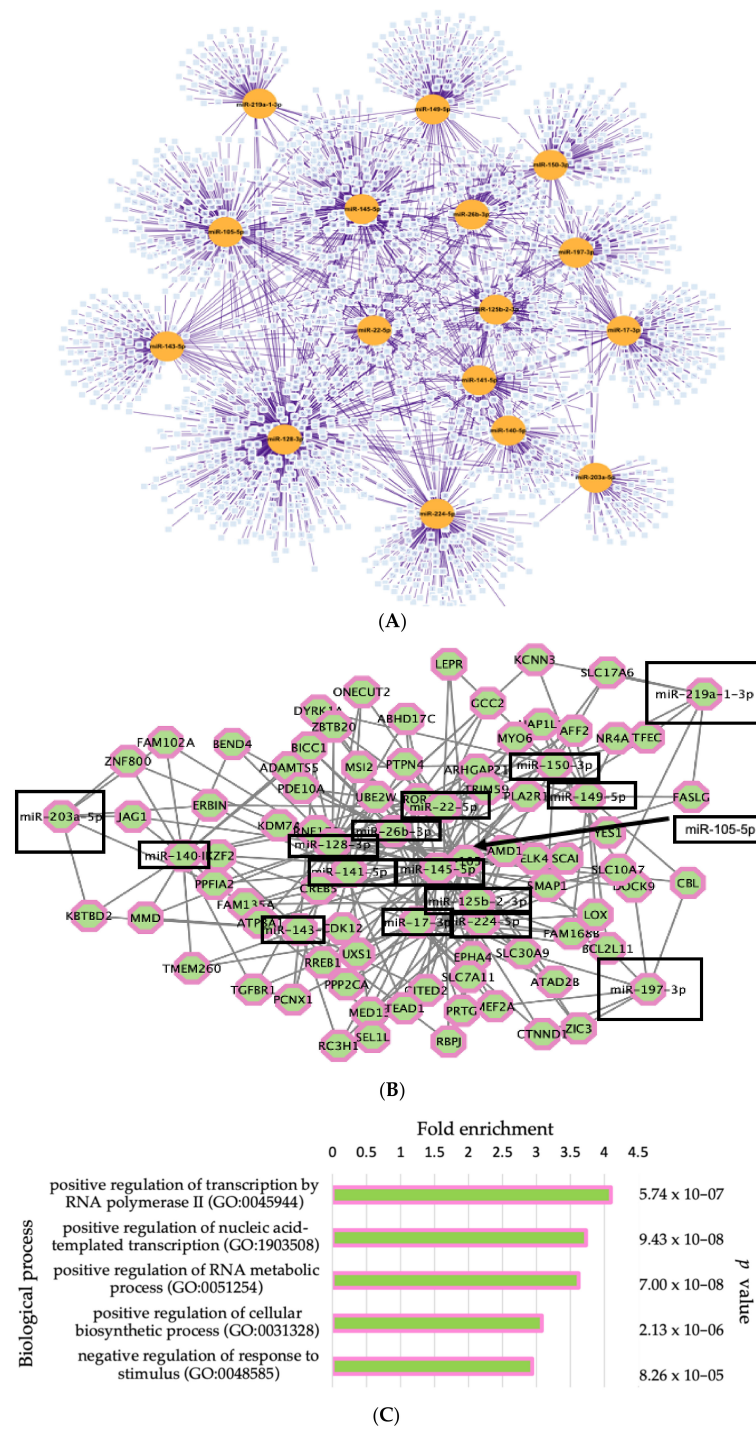 miR-219a-1-3p
miR-149-5p
miR-150-3p
miR-145-5p
miR-26b-3p
miR-195-5p
miR-197-3p
miR-125b-2-3p
miR-22-5p
miR-17-3p
miR-143-5p
miR-141-5p
miR-140-5p
miR-128-3p
miR-203a-5p
miR-224-5p
(A)
LEPR
KCNN3
SLC17A6
miR-219a-1-3p
ONECUT2
GCC2
DYRK1A
ABHD17C
ZBTB20
AFF2
MYO6
NR4A
TFEC
FAM102A
BEND4
BICC1
ZNF800
ADAMTS5
MSI2
PTPN4
ARHGAP21
miR-150-3p
PDE10A
TRIM59
UBE2W
PLA2R1
miR-149-5p
FASLG
miR-203a-5p
JAG1
ERBIN
miR-22-5p
KDM7A
miR-26b-3p
YES1
miR-105-5p
miR-128-3p
miR-140
IKZF2
ELK4
SCAI
miR-141-5p
miR-145-5p
SLC10A7
PPFIA2
CREB5
SMAP1
DOCK9
CBL
miR-125b-2-3p
KBTBD2
MMD
FAM135A
miR-143
CDK12
miR-17-3p
miR-224-5p
LOX
FAM168B
BCL2L11
UXS1
SLC30A9
RREB1
EPHA4
TMEM260
SLC7A11
TGFBR1
PPP2CA
ATAD2B
miR-197-3p
PCNX1
CITED2
MED13
TEAD1
PRTG
MEF2A
RC3H1
SEL1L
RBPJ
CTNND1
ZIC3
(B)
Fold enrichment
0 0.5 1 1.5 2 2.5 3 3.5 4 4.5
Biological process
positive regulation of transcription by
RNA polymerase II (GO:0045944)
5.74 x 10−07
positive regulation of nucleic acid-
templated transcription (GO:1903508)
9.43 x 10−08
positive regulation of RNA metabolic
process (GO:0051254)
7.00 x 10−08
positive regulation of cellular
biosynthetic process (GO:0031328)
2.13 x 10−06
negative regulation of response to
stimulus (GO:0048585)
8.26 x 10−05
p value
(C)